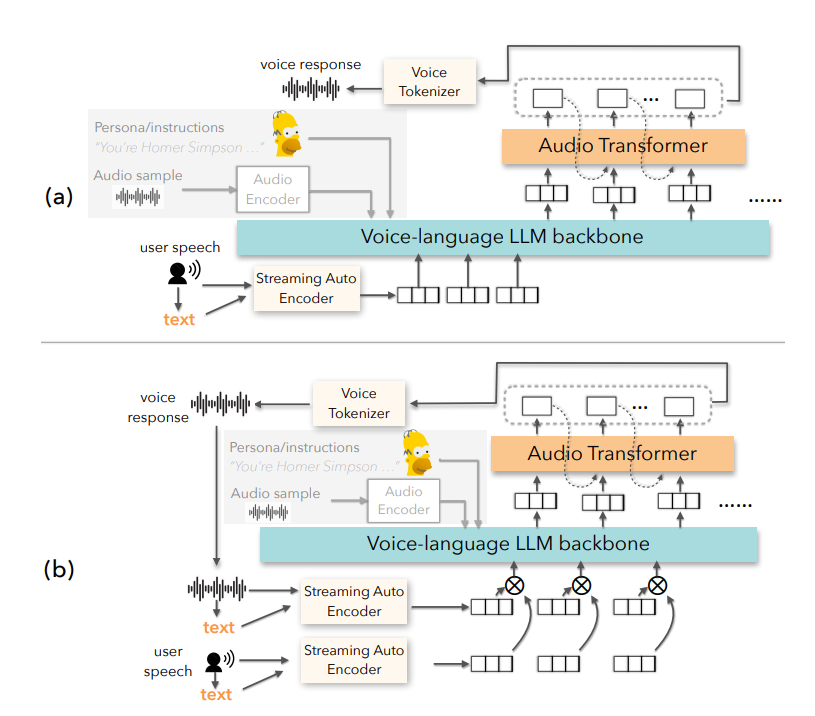 voice response
Voice
Tokenizer
...
Persona/instructions
"You're Homer Simpson ..."
Audio Transformer
Audio sample
Audio
Encoder
(a)
......
Voice-language LLM backbone
user speech
Streaming Auto
Encoder
text
voice
response
Voice
Tokenizer
...
Persona/instructions
"You're Homer Simpson ..."
Audio Transformer
Audio sample
Audio
Encoder
......
Voice-language LLM backbone
(b)
Streaming Auto
Encoder
text
user
speech
Streaming Auto
Encoder
text